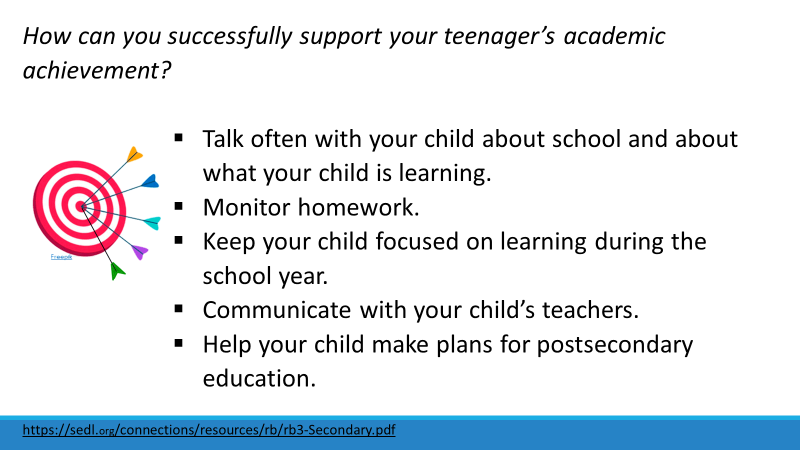 How can you successfully support your teenager’s academic
achievement?
▪ Talk often with your child about school and about
what your child is learning.
▪ Monitor homework.
▪ Keep your child focused on learning during the
school year.
▪ Communicate with your child’s teachers.
▪ Help your child make plans for postsecondary
education.
Freepik
https://sedl.org/connections/resources/rb/rb3-Secondary.pdf